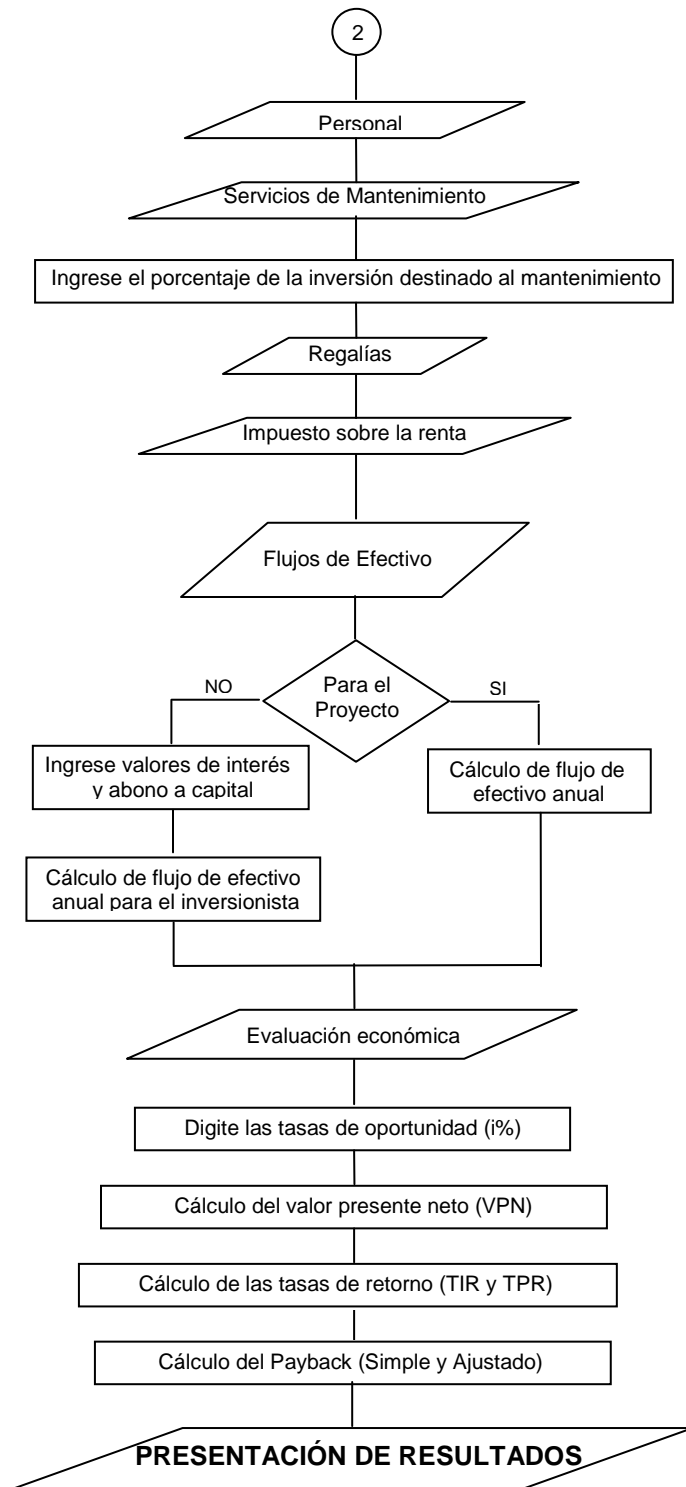 2
Personal
Servicios de Mantenimiento
Ingrese el porcentaje de la inversión destinado al mantenimiento
Regalías
Impuesto sobre la renta
Flujos de Efectivo
Para el
Proyecto
NO
SI
Ingrese valores de interés
y abono a capital
Cálculo de flujo de
efectivo anual
Cálculo de flujo de efectivo
anual para el inversionista
Evaluación económica
Digite las tasas de oportunidad (i%)
Cálculo del valor presente neto (VPN)
Cálculo de las tasas de retorno (TIR y TPR)
Cálculo del Payback (Simple y Ajustado)
PRESENTACIÓN DE RESULTADOS